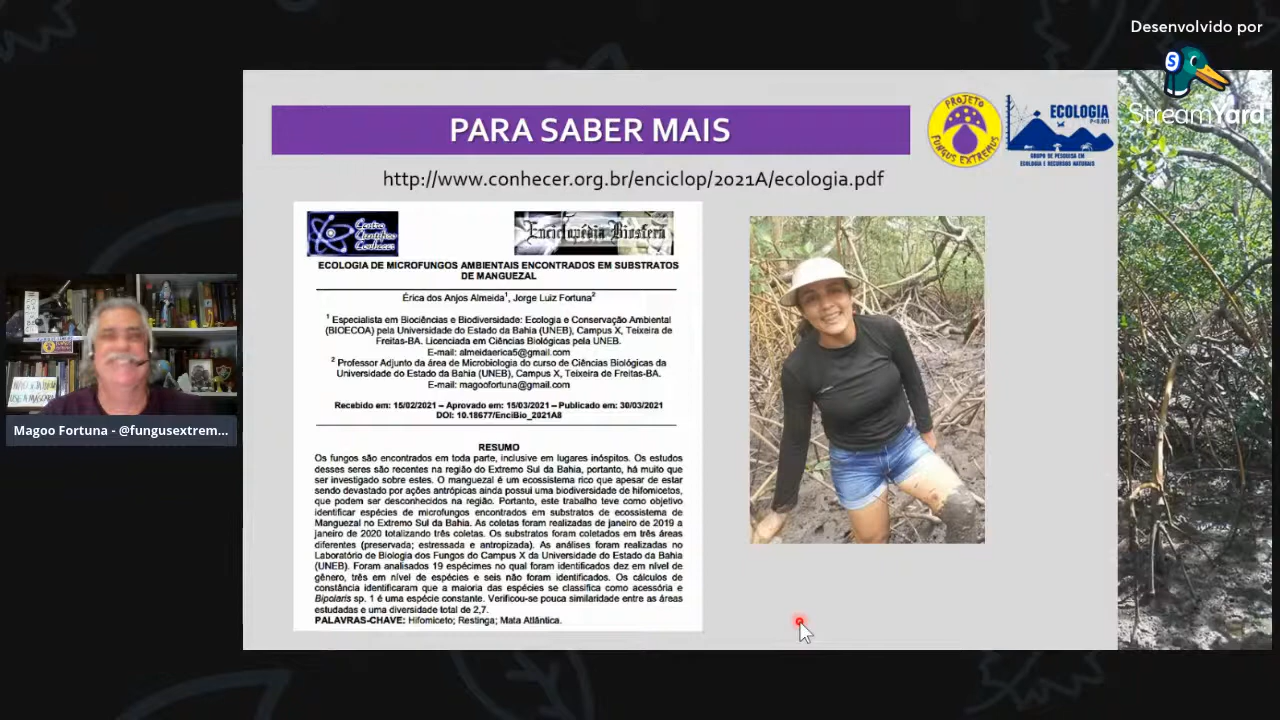 Desenvolvido por
StreamYard
PARA SABER MAIS
PROJETO
FUNGUS EXTREMUS
ECOLOGIA
P<0.001
GRUPO DE PESQUISA EM
ECOLOGIA E RECURSOS NATURAIS
http://www.conhecer.org.br/enciclop/2021A/ecologia.pdf
Centro
Científico
Conhecer
Enciclopédia Biosfera
ECOLOGIA DE MICROFUNGOS AMBIENTAIS ENCONTRADOS EM SUBSTRATOS
DE MANGUEZAL
Érica dos Anjos Almeida¹, Jorge Luiz Fortuna²
¹ Especialista em Biociências e Biodiversidade: Ecologia e Conservação Ambiental
(BIOECOA) pela Universidade do Estado da Bahia (UNEB), Campus X, Teixeira de
Freitas-BA. Licenciada em Ciências Biológicas pela UNEB.
E-mail: almeidaerica5@gmail.com
² Professor Adjunto da área de Microbiologia do curso de Ciências Biológicas da
Universidade do Estado da Bahia (UNEB), Campus X, Teixeira de Freitas-BA.
E-mail: magoofortuna@gmail.com
Recebido em: 15/02/2021 – Aprovado em: 15/03/2021 – Publicado em: 30/03/2021
DOI: 10.18677/EnciBio_2021A8
RESUMO
Os fungos são encontrados em toda parte, inclusive em lugares inóspitos. Os estudos
desses seres são recentes na região do Extremo Sul da Bahia, portanto, há muito que
ser investigado sobre estes. O manguezal é um ecossistema rico que apesar de estar
sendo devastado por ações antrópicas ainda possui uma biodiversidade de hifomicetos,
que podem ser desconhecidos na região. Portanto, este trabalho teve como objetivo
identificar espécies de microfungos encontrados em substratos de ecossistema de
Manguezal no Extremo Sul da Bahia. As coletas foram realizadas de janeiro de 2019 a
janeiro de 2020 totalizando três coletas. Os substratos foram coletados em três áreas
diferentes (preservada; estressada e antropizada). As análises foram realizadas no
Laboratório de Biologia dos Fungos do Campus X da Universidade do Estado da Bahia
(UNEB). Foram analisados 19 espécimes no qual foram identificados dez em nível de
gênero, três em nível de espécies e seis não foram identificados. Os cálculos de
constância identificaram que a maioria das espécies se classifica como acessória e
Bipolaris sp. 1 é uma espécie constante. Verificou-se pouca similaridade entre as áreas
estudadas e uma diversidade total de 2,7.
PALAVRAS-CHAVE: Hifomiceto; Restinga; Mata Atlântica.
Magoo Fortuna - @fungusextrem...